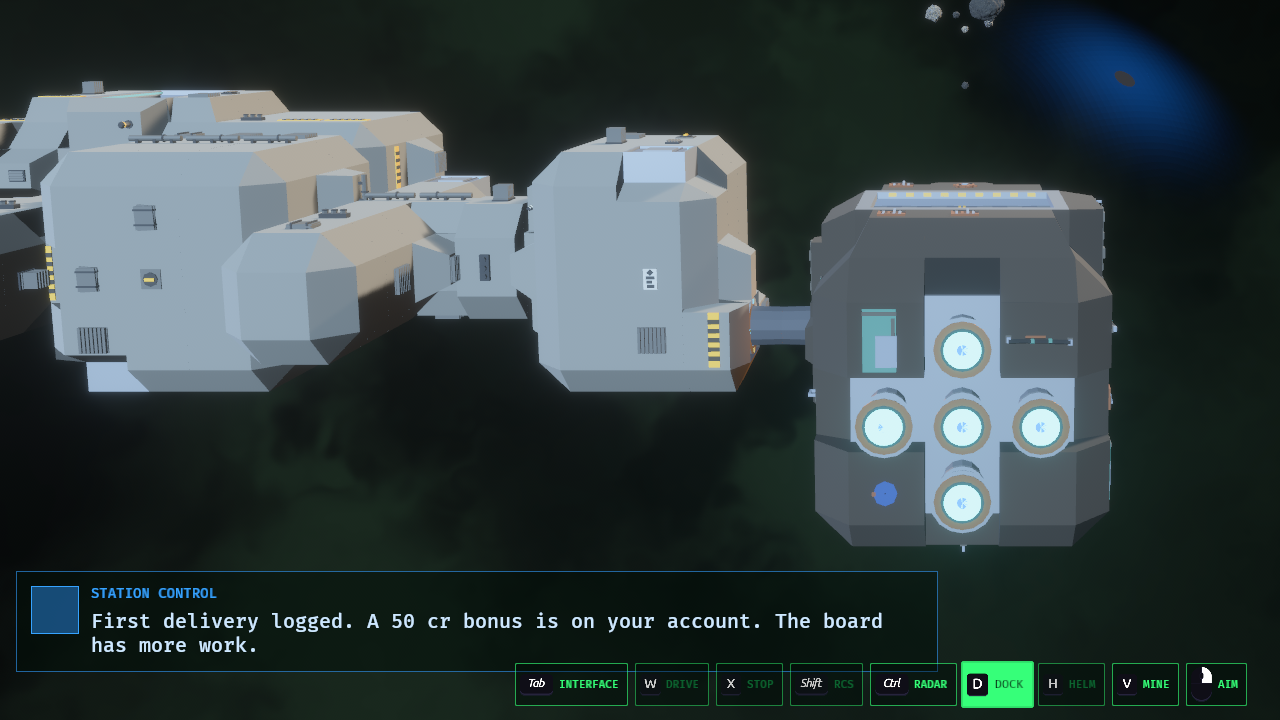 STATION CONTROL
First delivery logged. A 50 cr bonus is on your account. The board
has more work.
Tab INTERFACE W DRIVE X STOP Shift RCS Ctrl RADAR D DOCK H HELM V MINE AIM